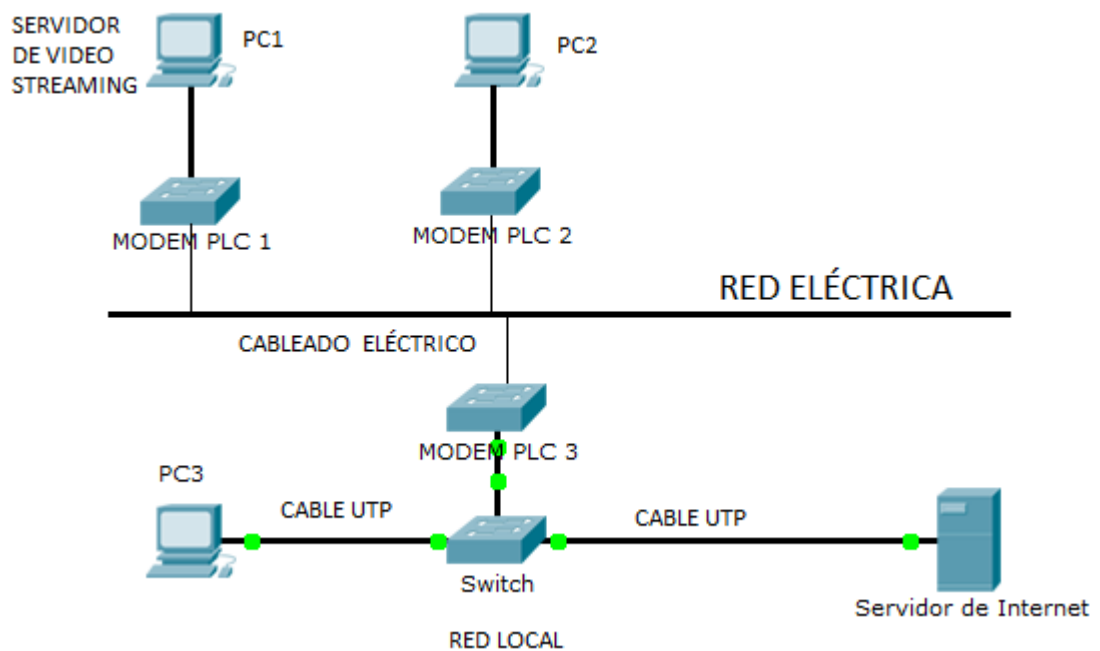 SERVIDOR
DE VIDEO
STREAMING
PC1
PC2
MODEM PLC 1
MODEM PLC 2
RED ELÉCTRICA
CABLEADO ELÉCTRICO
MODEM PLC 3
PC3
CABLE UTP
CABLE UTP
Switch
Servidor de Internet
RED LOCAL